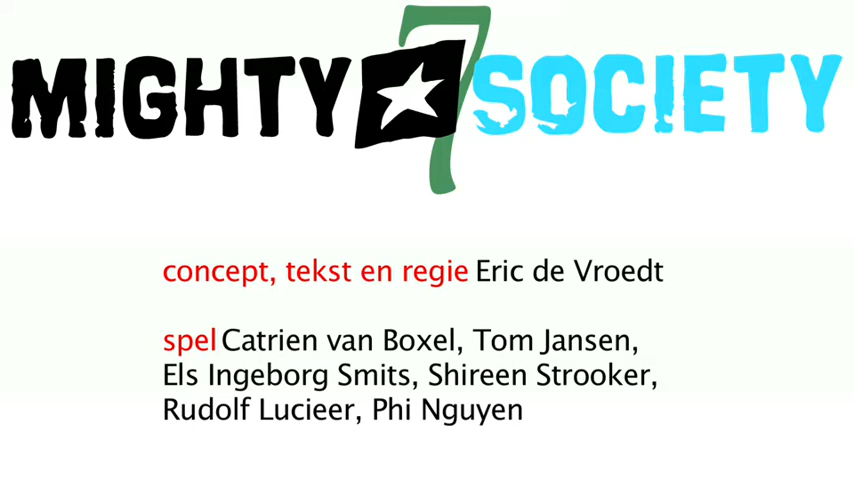 MIGHTY 7 SOCIETY
concept, tekst en regie Eric de Vroedt
spel Catrien van Boxel, Tom Jansen,
Els Ingeborg Smits, Shireen Strooker,
Rudolf Lucieer, Phi Nguyen